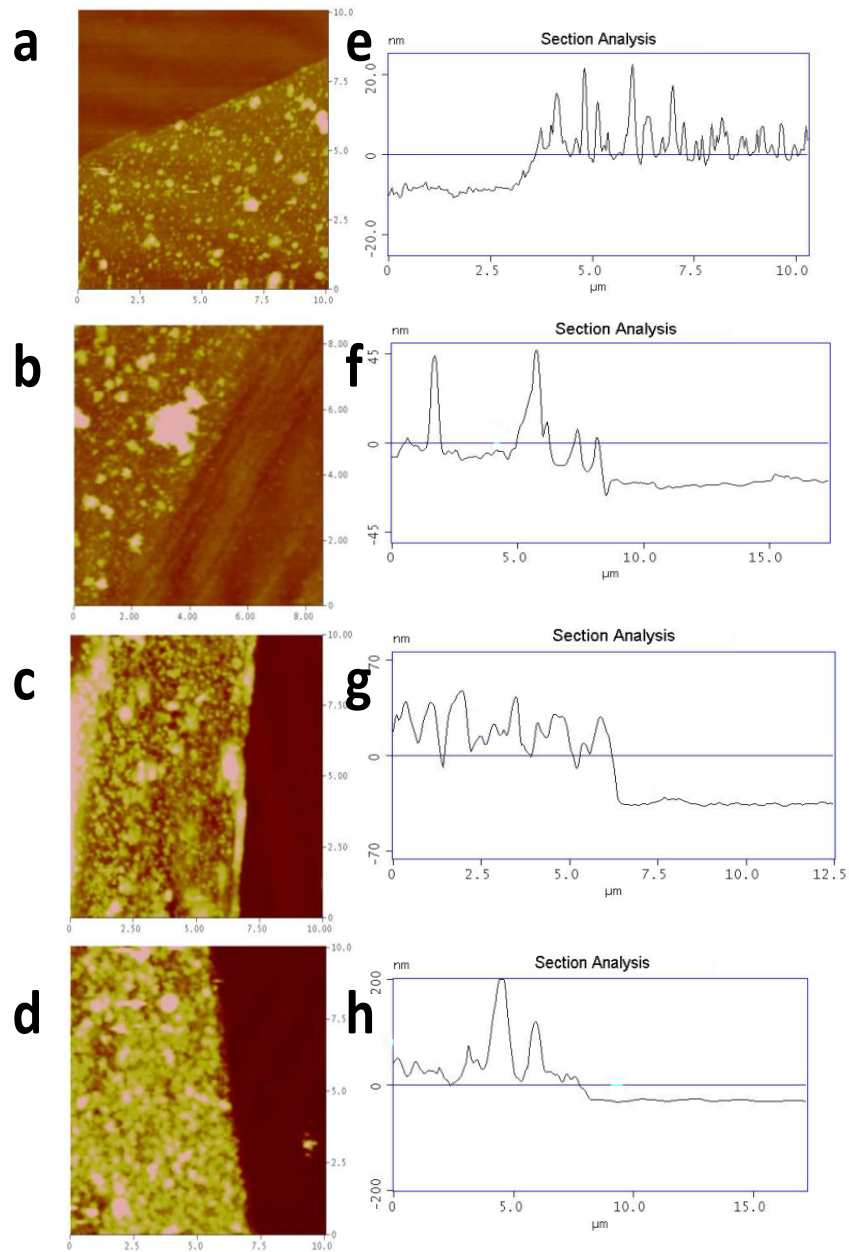 a
10.0
7.5
5.0
2.5
0
0 2.5 5.0 7.5 10.0
e
nm
Section Analysis
20.0
0
-20.0
0 2.5 5.0 7.5 10.0
µm
b
8.00
6.00
4.00
2.00
0
0 2.00 4.00 6.00 8.00
f
nm
Section Analysis
45
0
-45
0 5.0 10.0 15.0
µm
c
10.00
7.50
5.00
2.50
0
0 2.50 5.00 7.50 10.00
g
nm
Section Analysis
70
0
-70
0 2.5 5.0 7.5 10.0 12.5
µm
d
10.0
7.5
5.0
2.5
0
0 2.5 5.0 7.5 10.0
h
nm
Section Analysis
200
0
-200
0 5.0 10.0 15.0
µm